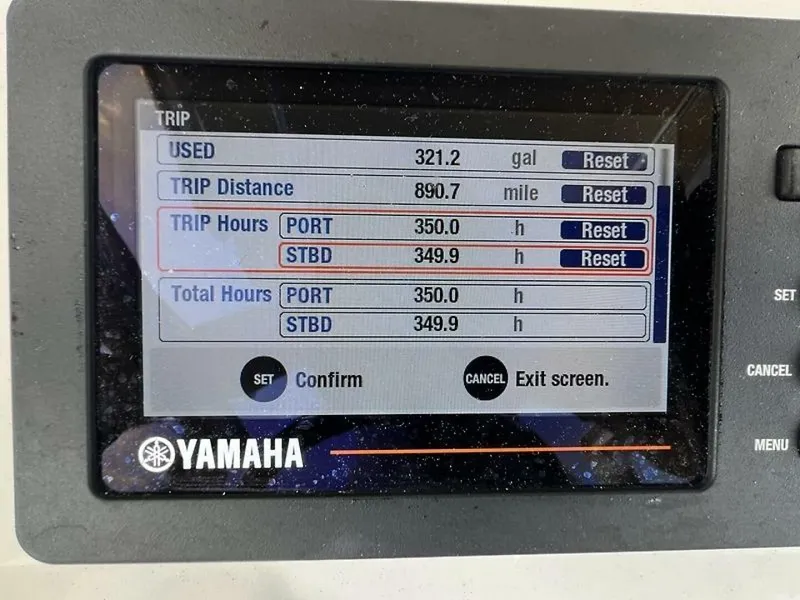 TRIP
USED 321.2 gal Reset
TRIP Distance 890.7 mile Reset
TRIP Hours PORT 350.0 h Reset
STBD 349.9 h Reset
Total Hours PORT 350.0 h
STBD 349.9 h
SET Confirm CANCEL Exit screen.
YAMAHA
SET
CANCEL
MENU